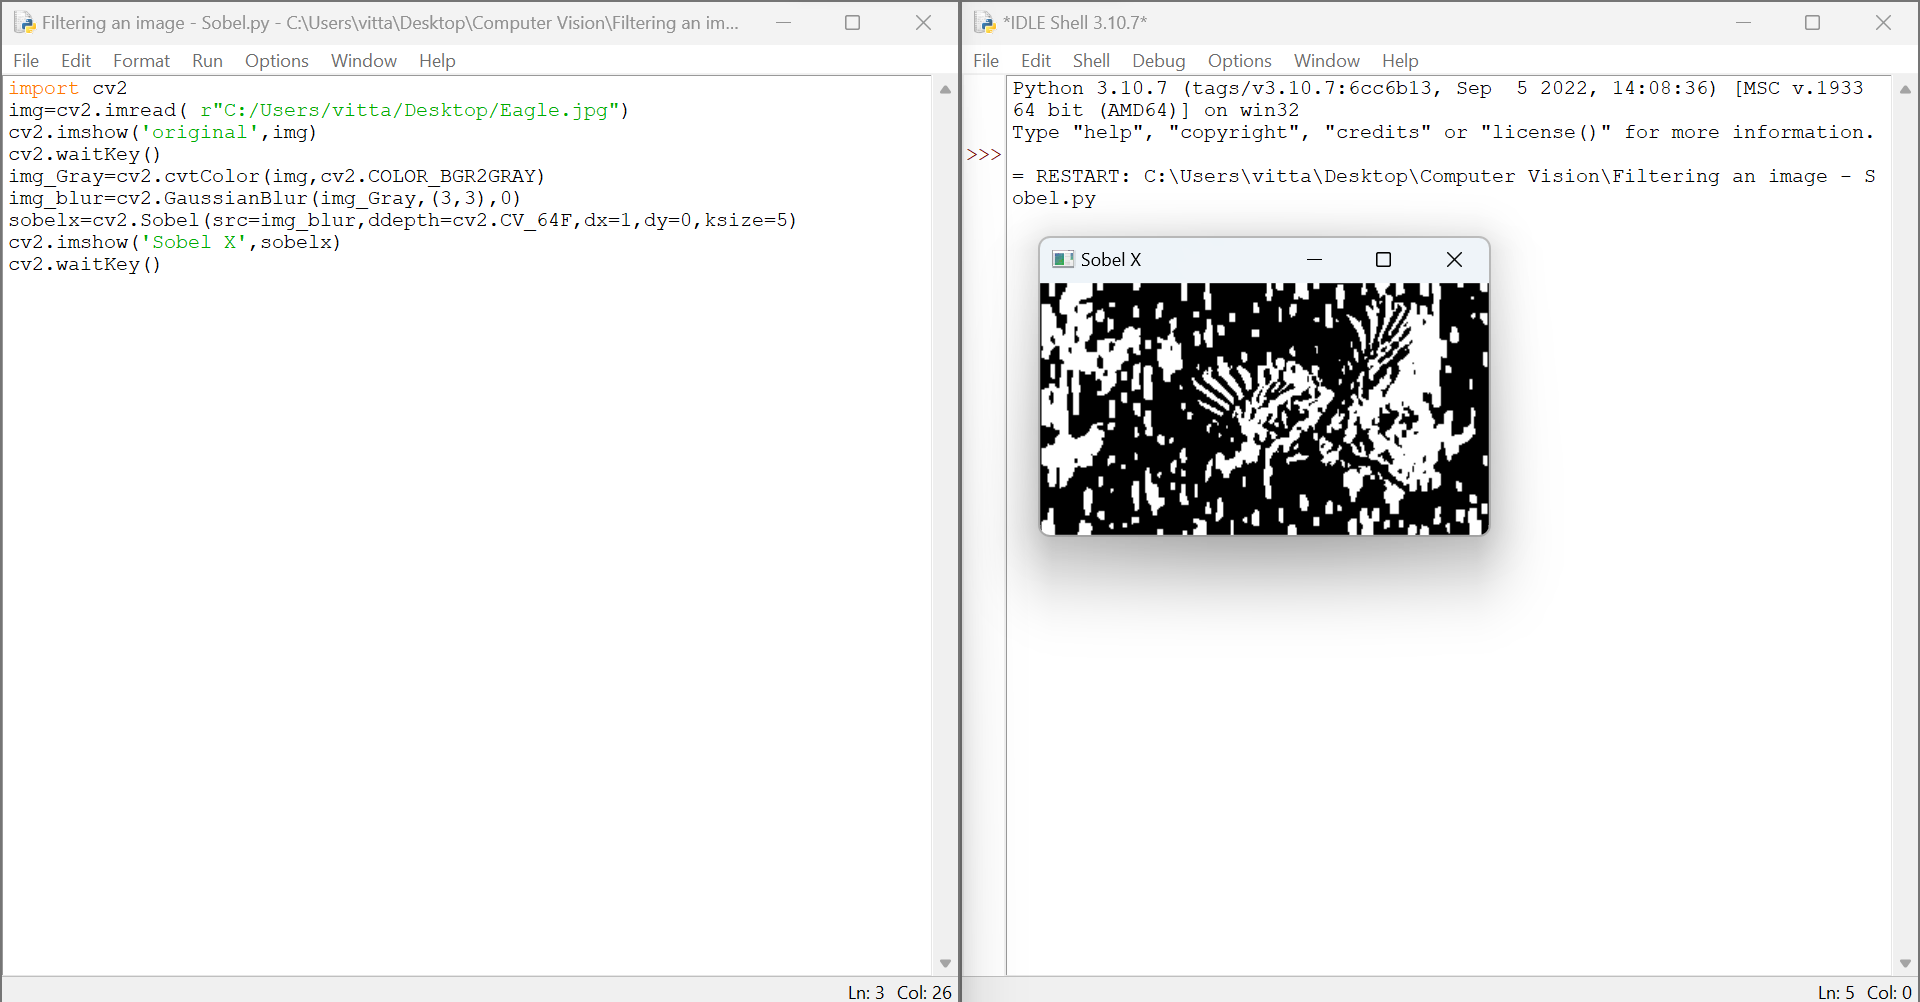 Filtering an image - Sobel.py - C:\Users\vitta\Desktop\Computer Vision\Filtering an im...
File Edit Format Run Options Window Help
import cv2
img=cv2.imread( r"C:/Users/vitta/Desktop/Eagle.jpg")
cv2.imshow('original',img)
cv2.waitKey()
img_Gray=cv2.cvtColor(img,cv2.COLOR_BGR2GRAY)
img_blur=cv2.GaussianBlur(img_Gray,(3,3),0)
sobelx=cv2.Sobel(src=img_blur,ddepth=cv2.CV_64F,dx=1,dy=0,ksize=5)
cv2.imshow('Sobel X',sobelx)
cv2.waitKey()
Ln: 3 Col: 26
*IDLE Shell 3.10.7*
File Edit Shell Debug Options Window Help
Python 3.10.7 (tags/v3.10.7:6cc6b13, Sep  5 2022, 14:08:36) [MSC v.1933
64 bit (AMD64)] on win32
Type "help", "copyright", "credits" or "license()" for more information.
>>>
= RESTART: C:\Users\vitta\Desktop\Computer Vision\Filtering an image - S
obel.py
Sobel X
Ln: 5 Col: 0